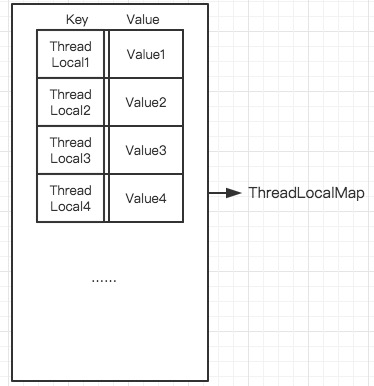 Key Value
Thread
Local1
Value1
Thread
Local2
Value2
Thread
Local3
Value3
Thread
Local4
Value4
ThreadLocalMap
......